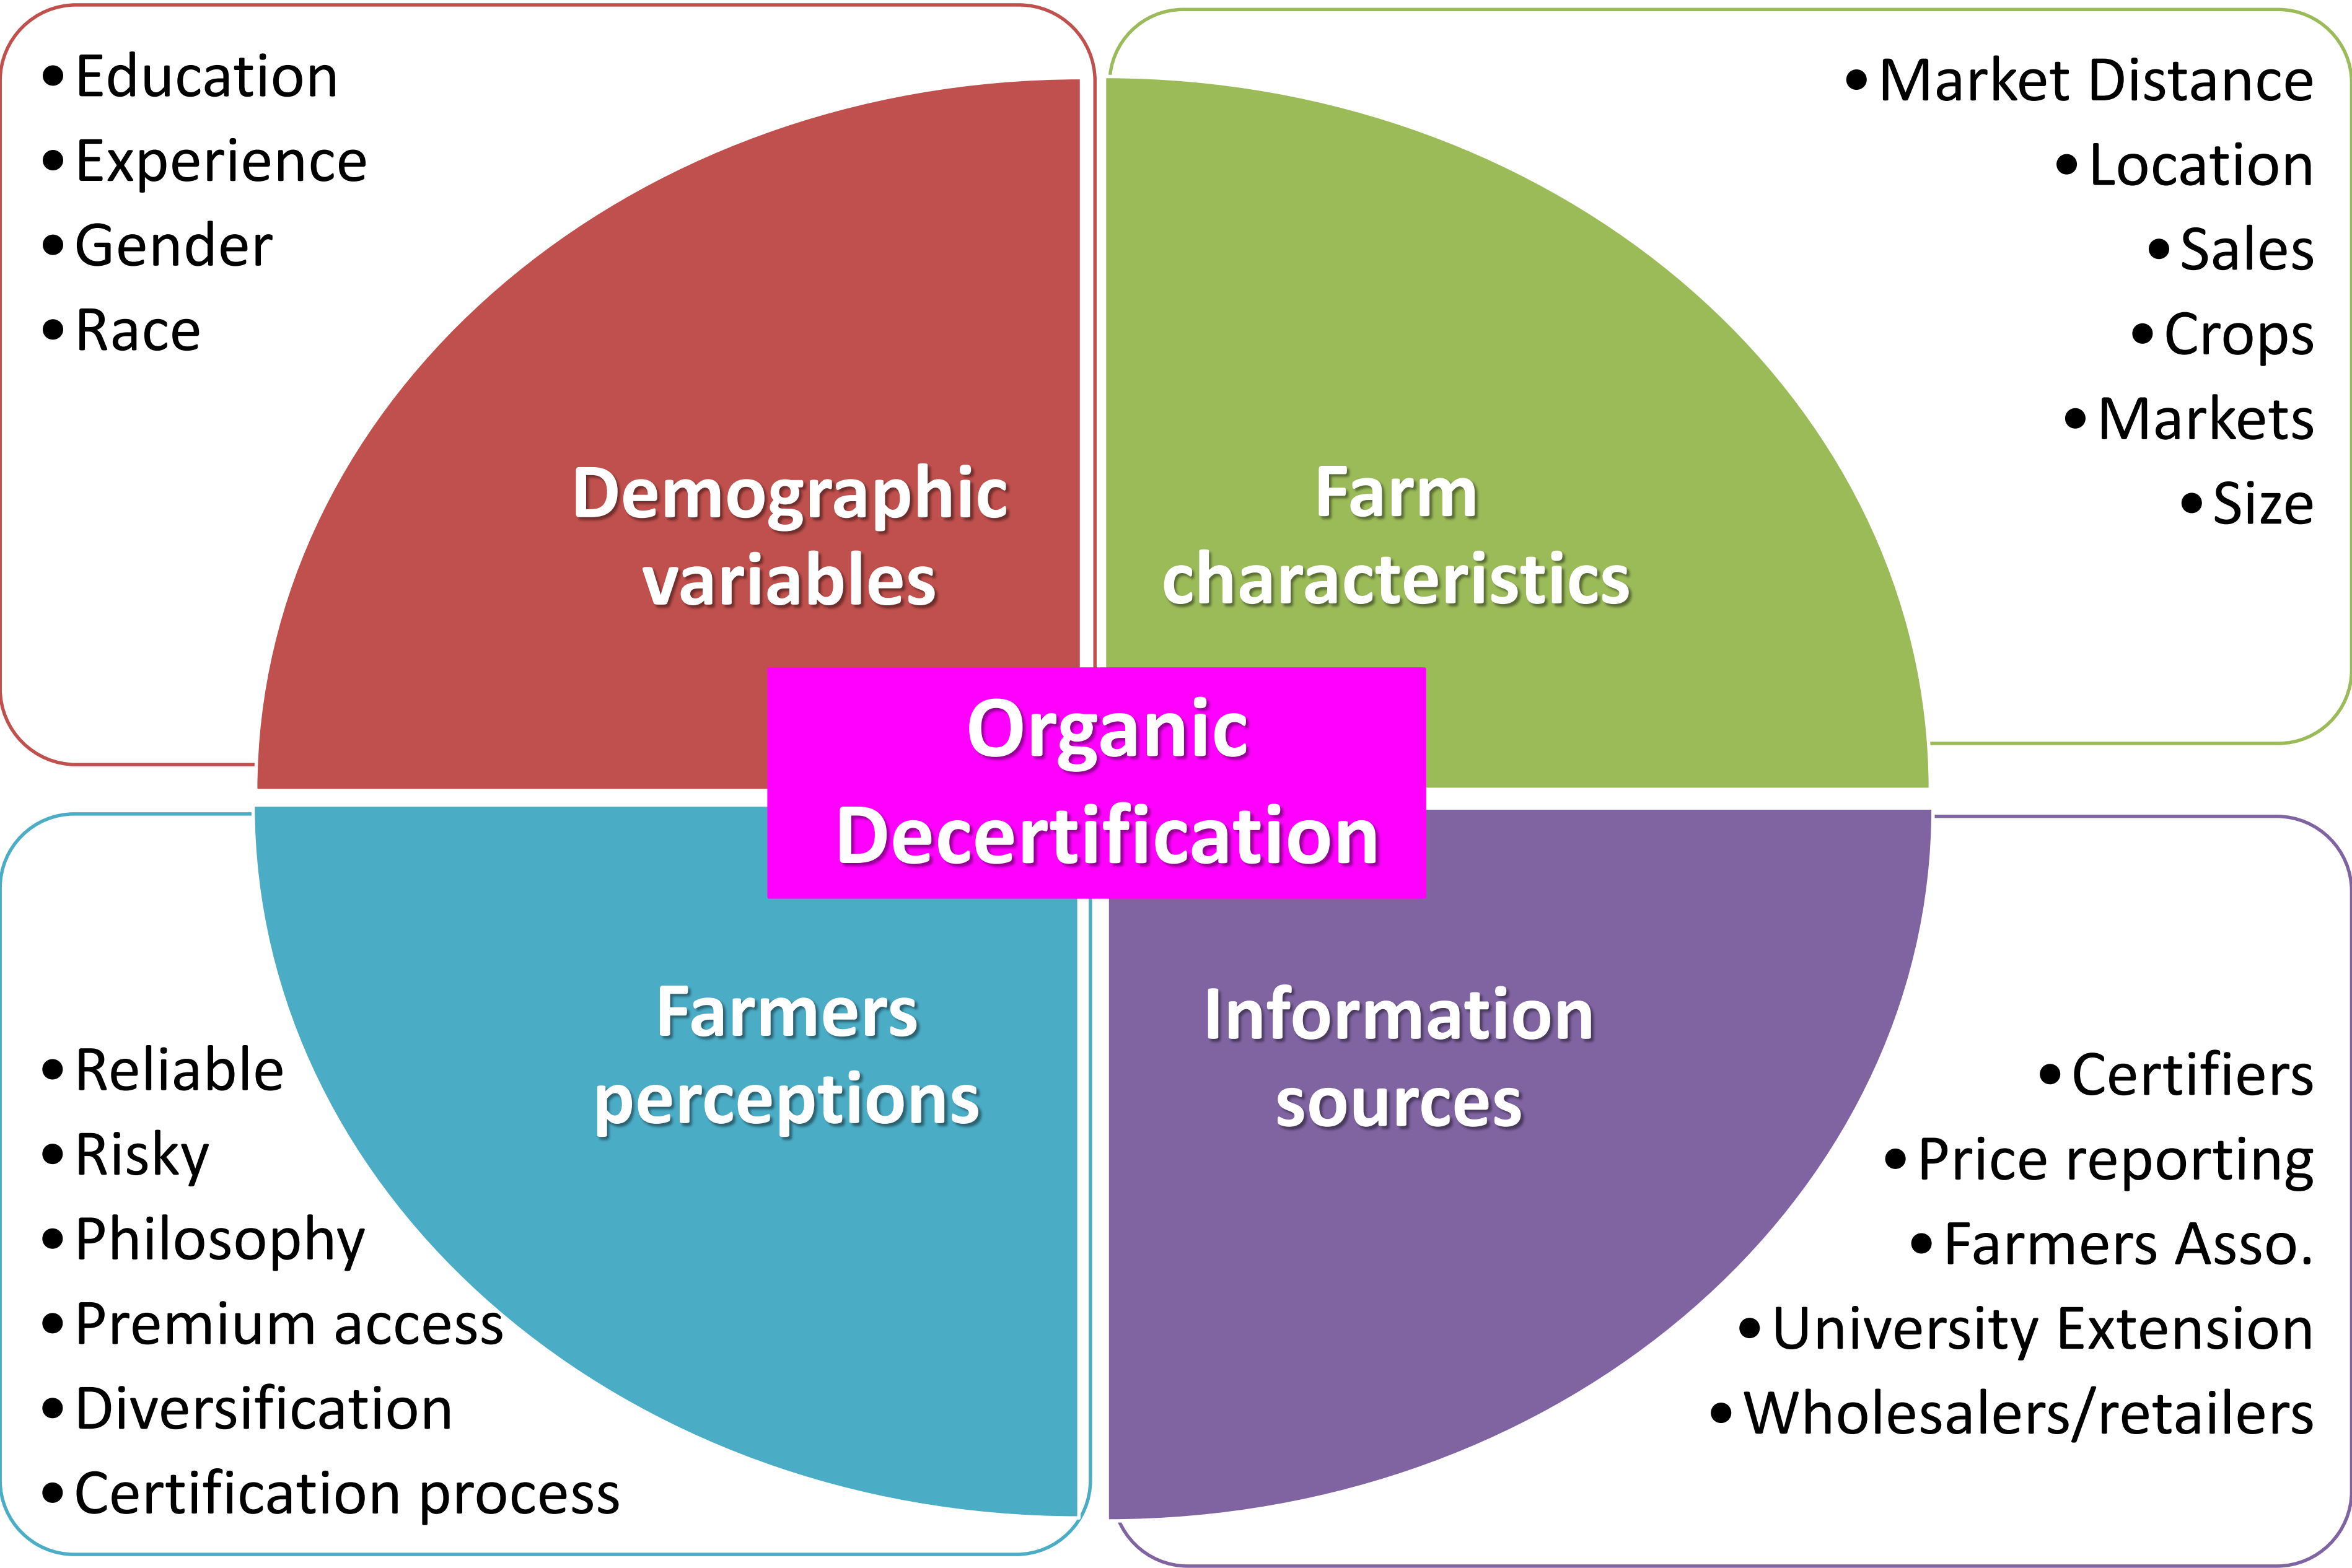 • Education
• Experience
• Gender
• Race
Demographic
variables
• Market Distance
• Location
• Sales
• Crops
• Markets
• Size
Farm
characteristics
Organic
Decertification
Farmers
perceptions
• Reliable
• Risky
• Philosophy
• Premium access
• Diversification
• Certification process
Information
sources
• Certifiers
• Price reporting
• Farmers Asso.
• University Extension
• Wholesalers/retailers